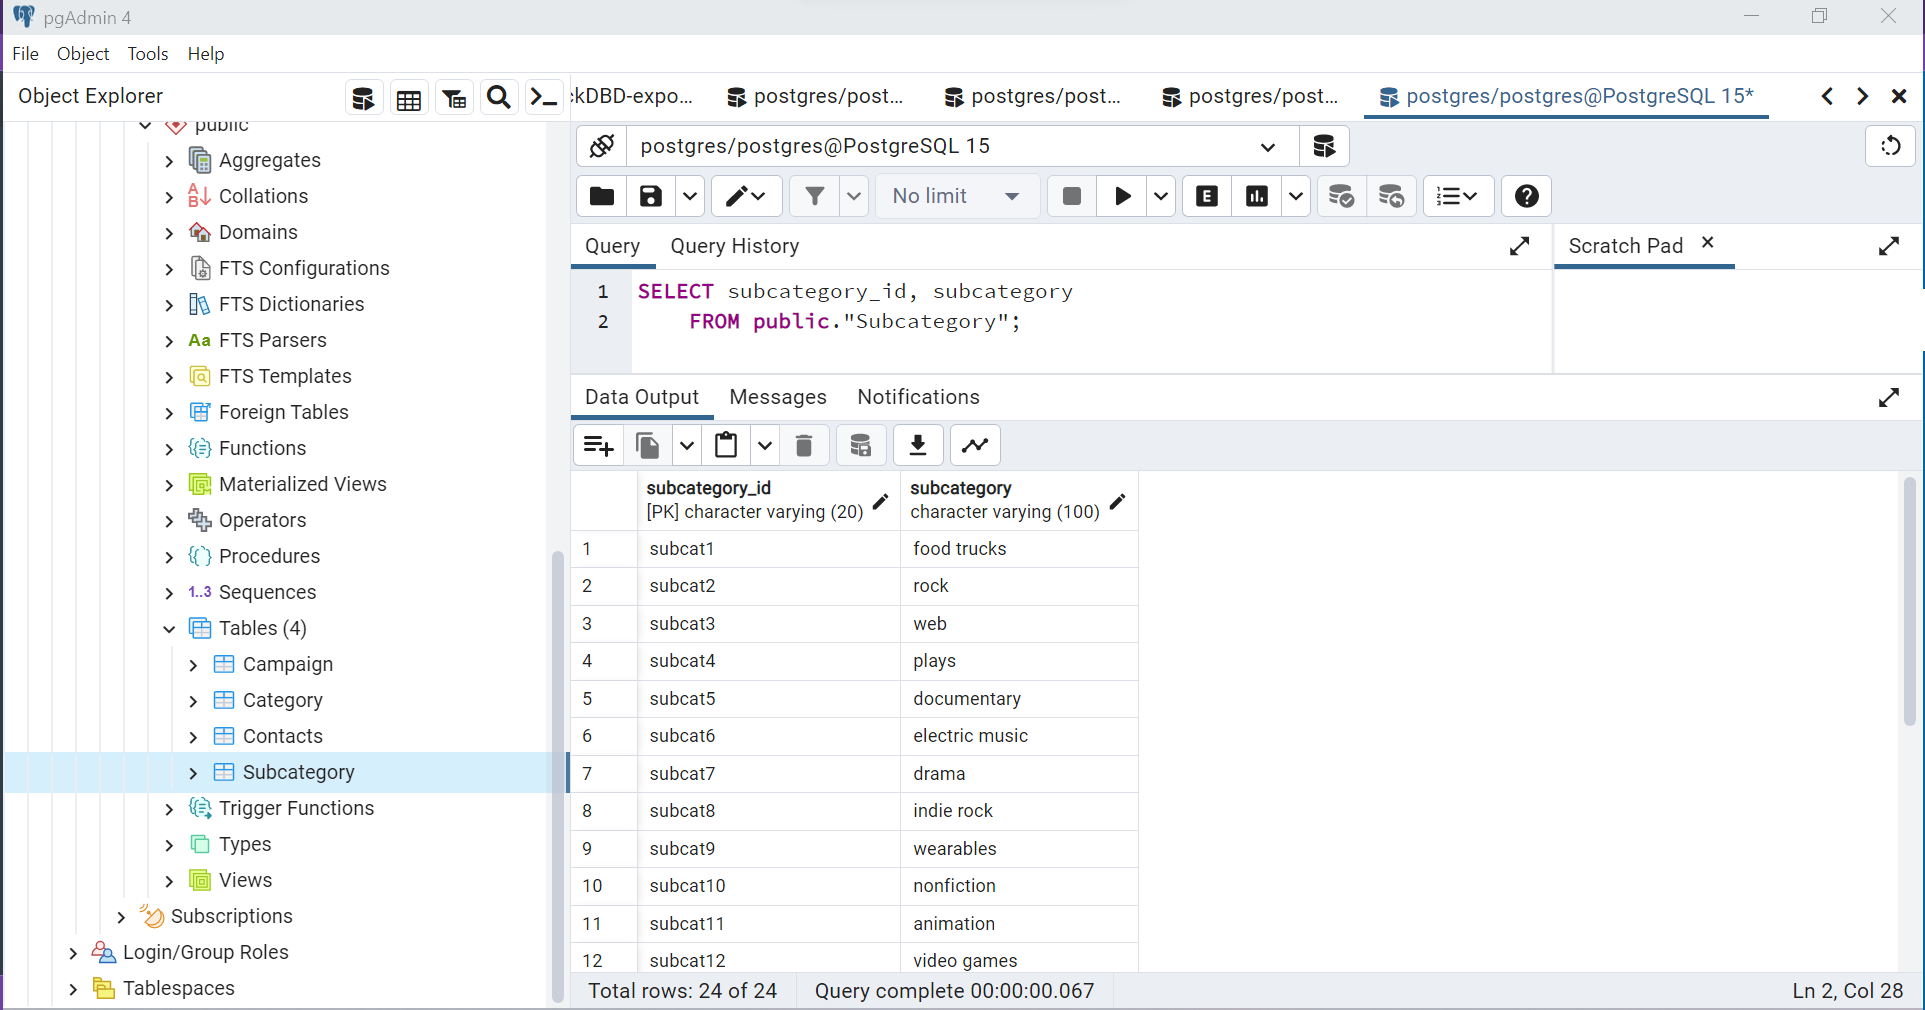 pgAdmin 4
File Object Tools Help
Object Explorer
ckDBD-expo... postgres/post... postgres/post... postgres/post... postgres/postgres@PostgreSQL 15*
public
Aggregates
Collations
Domains
FTS Configurations
FTS Dictionaries
Aa FTS Parsers
FTS Templates
Foreign Tables
Functions
Materialized Views
Operators
Procedures
1..3 Sequences
Tables (4)
Campaign
Category
Contacts
Subcategory
Trigger Functions
Types
Views
Subscriptions
Login/Group Roles
Tablespaces
postgres/postgres@PostgreSQL 15
No limit
E
Query Query History
Scratch Pad
1 SELECT subcategory_id, subcategory
2 FROM public."Subcategory";
Data Output Messages Notifications
subcategory_id subcategory
[PK] character varying (20) character varying (100)
1 subcat1 food trucks
2 subcat2 rock
3 subcat3 web
4 subcat4 plays
5 subcat5 documentary
6 subcat6 electric music
7 subcat7 drama
8 subcat8 indie rock
9 subcat9 wearables
10 subcat10 nonfiction
11 subcat11 animation
12 subcat12 video games
Total rows: 24 of 24 Query complete 00:00:00.067 Ln 2, Col 28